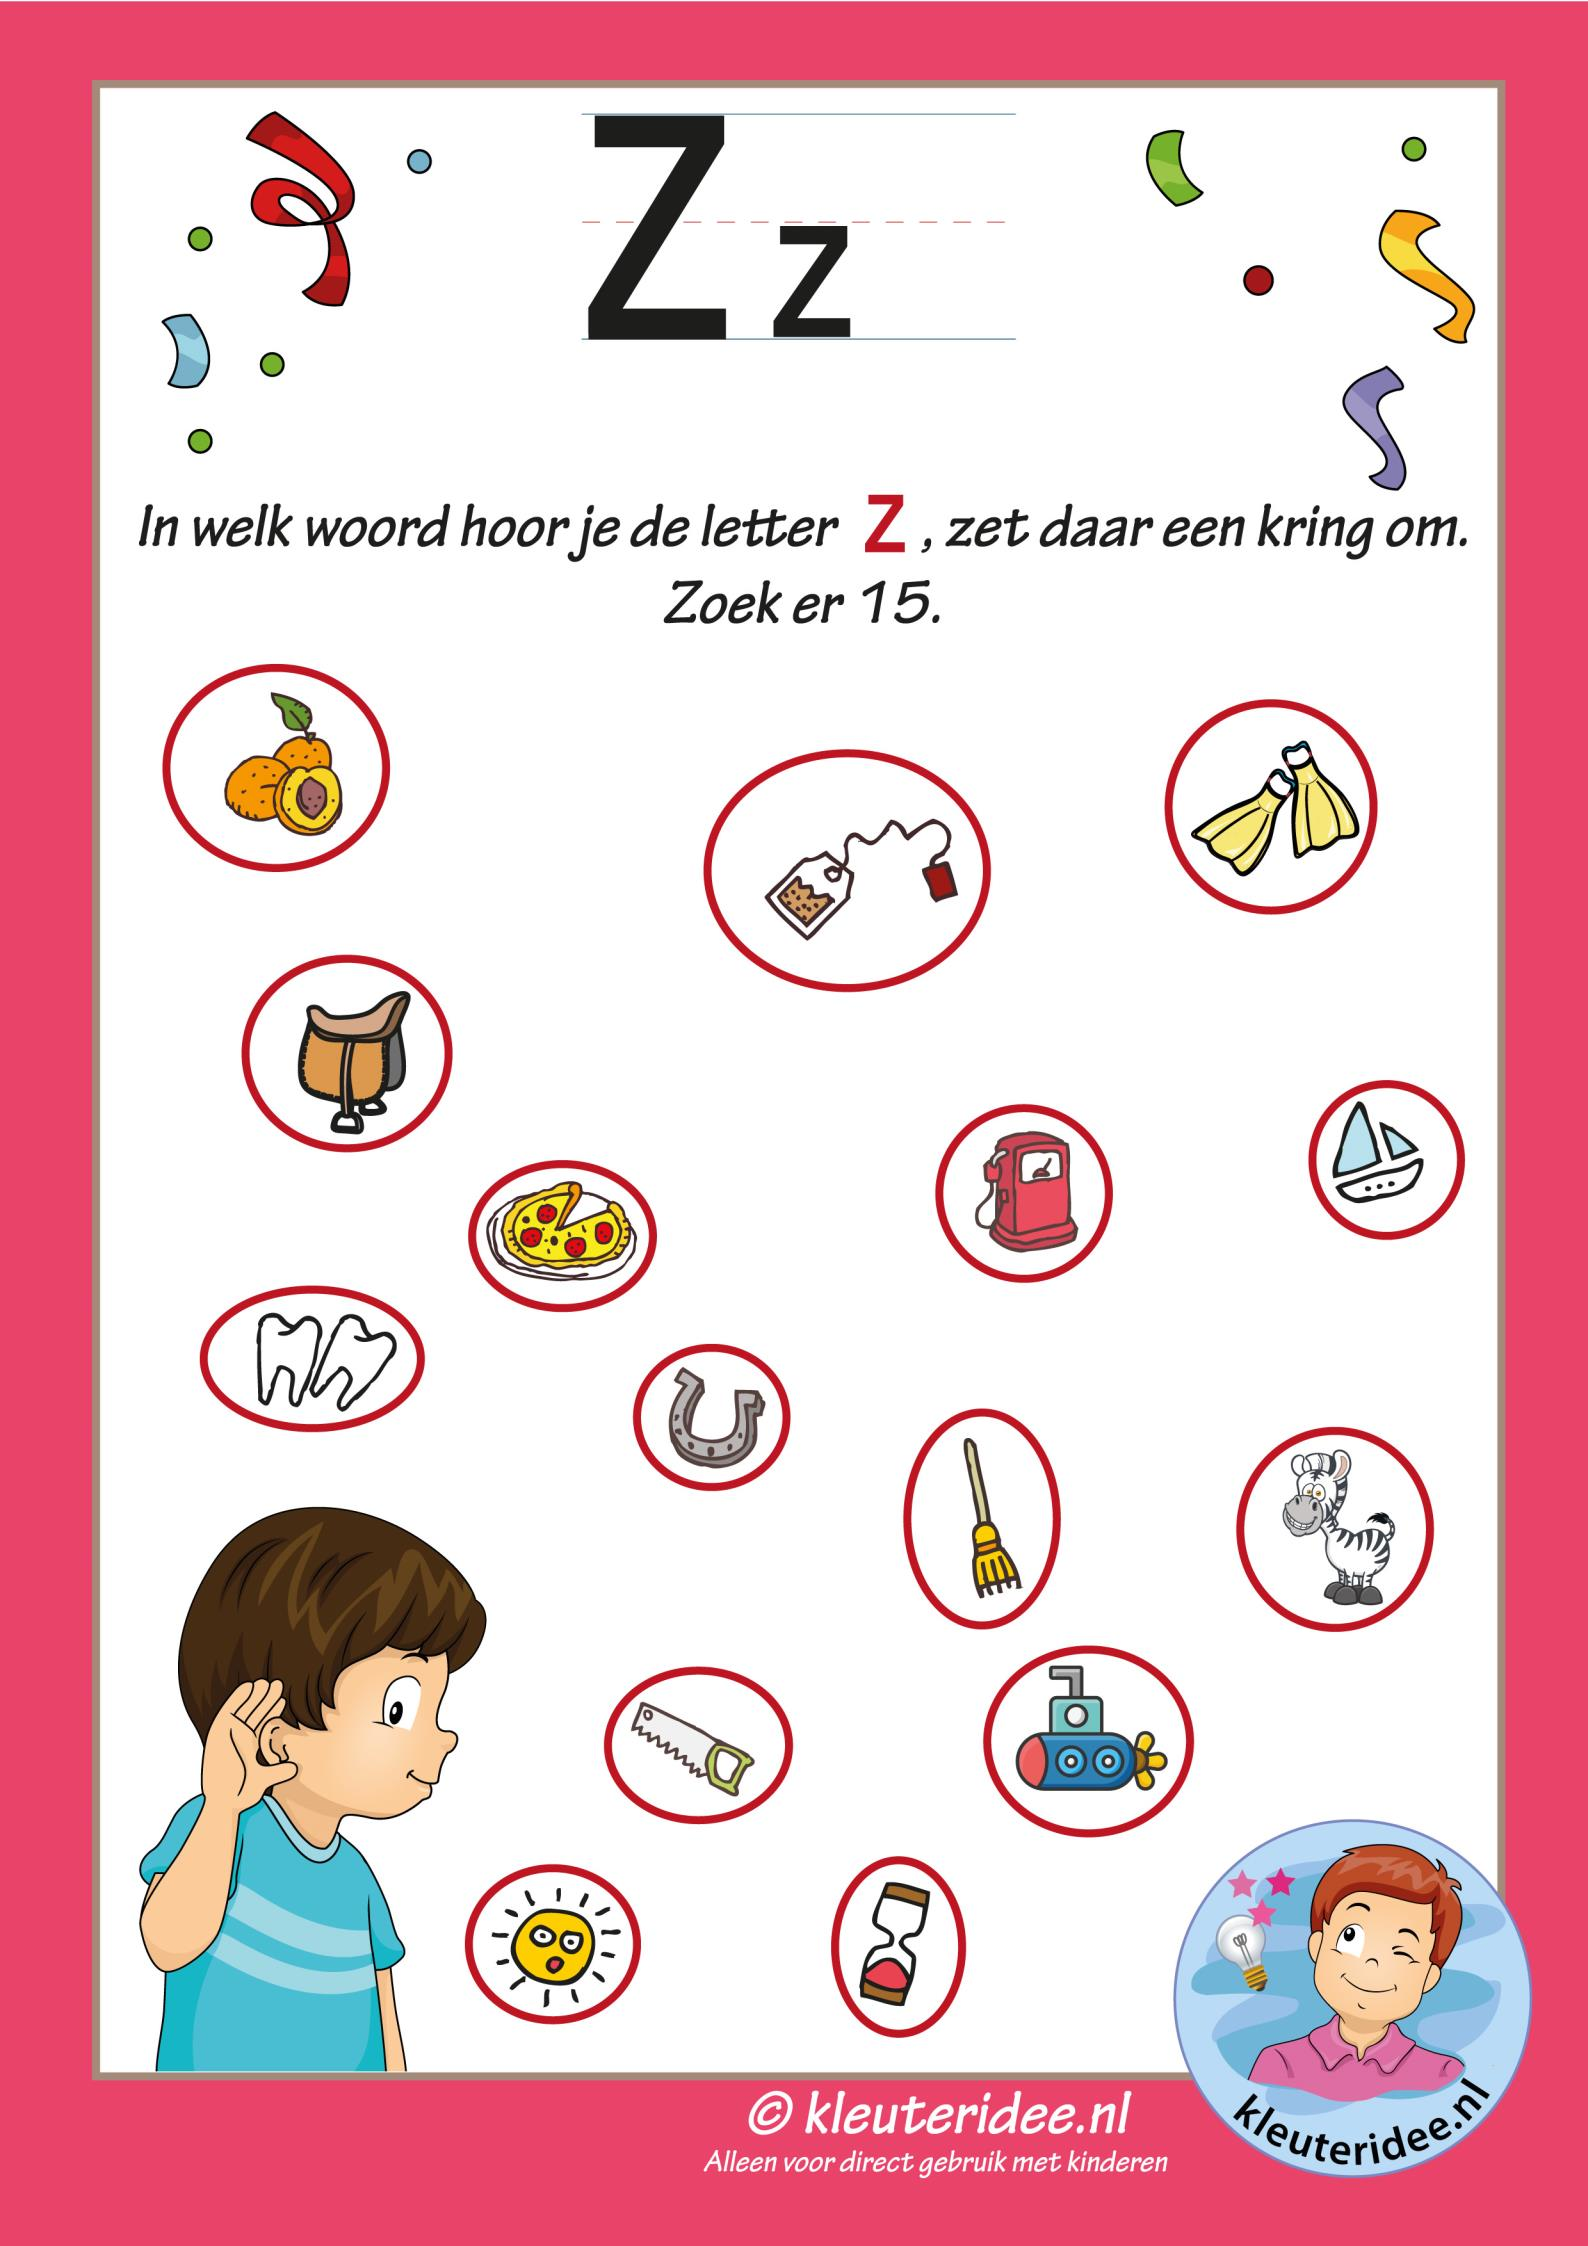 Z z
In welk woord hoor je de letter Z , zet daar een kring om.
Zoek er 15.
© kleuteridee.nl
Alleen voor direct gebruik met kinderen
kleuteridee.nl